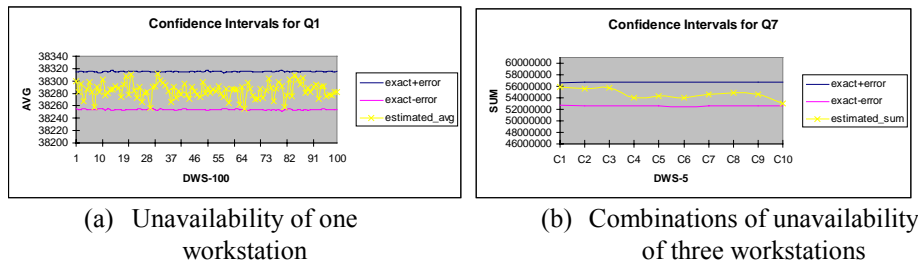 Confidence Intervals for Q1
38340
38320
38300
38280
38260
38240
38220
38200
AVG
1 10 19 28 37 46 55 64 73 82 91 100
DWS-100
exact+error
exact-error
estimated_avg
(a) Unavailability of one
workstation
Confidence Intervals for Q7
60000000
58000000
56000000
54000000
52000000
50000000
48000000
46000000
SUM
C1 C2 C3 C4 C5 C6 C7 C8 C9 C10
DWS-5
exact+error
exact-error
estimated_sum
(b) Combinations of unavailability
of three workstations